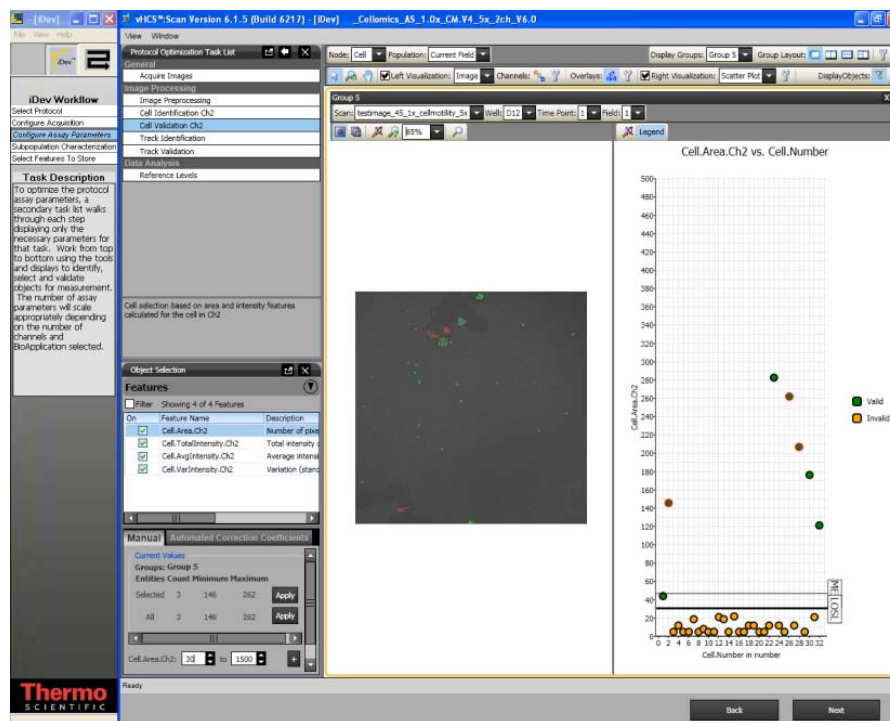 - [iDev]
vHCS™:Scan Version 6.1.5 (Build 6217) - [iDev] _Cellomics_AS_1.0x_CM.V4_5x_2ch_V6.0
File View Help
View Window
iDev™
iDev Workflow
Select Protocol
Configure Acquisition
Configure Assay Parameters
Subpopulation Characterization
Select Features To Store
Task Description
To optimize the protocol
assay parameters, a
secondary task list walks
through each step
displaying only the
necessary parameters for
that task. Work from top
to bottom using the tools
and displays to identify,
select and validate
objects for measurement.
The number of assay
parameters will scale
appropriately depending
on the number of
channels and
BioApplication selected.
Thermo
SCIENTIFIC
Protocol Optimization Task List
General
Acquire Images
Image Processing
Image Preprocessing
Cell Identification Ch2
Cell Validation Ch2
Track Identification
Track Validation
Data Analysis
Reference Levels
Cell selection based on area and intensity features
calculated for the cell in Ch2
Object Selection
Features
Filter Showing 4 of 4 Features
On Feature Name Description
Cell.Area.Ch2 Number of pixe
Cell.TotalIntensity.Ch2 Total intensity o
Cell.AvgIntensity.Ch2 Average intensi
Cell.VarIntensity.Ch2 Variation (stand
Manual Automated Correction Coefficients
Current Values
Groups: Group 5
Entities Count Minimum Maximum
Selected 3 146 262 Apply
All 3 146 262 Apply
Cell.Area.Ch2: 30 to 1500 +
Node: Cell Population: Current Field Display Groups: Group 5 Group Layout:
Left Visualization: Image Channels: Overlays: Right Visualization: Scatter Plot DisplayObjects:
Group 5
Scan: testimage_45_1x_cellmotility_5x Well: D12 Time Point: 1 Field: 1
65%
Legend
Cell.Area.Ch2 vs. Cell.Number
500
480
460
440
420
400
380
360
340
320
300
280
260
240
220
200
180
160
140
120
100
80
60
40
20
0
Cell.Area.Ch2
0 2 4 6 8 10 12 14 16 18 20 22 24 26 28 30 32
Cell.Number in number
Valid
Invalid
Ready
Back Next